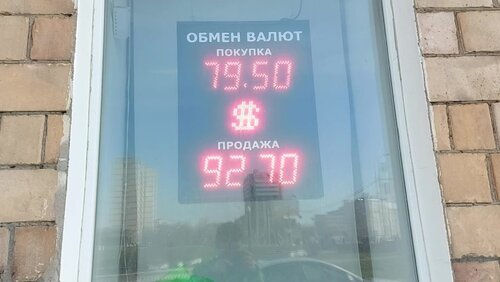 ОБМЕН ВАЛЮТ
ПОКУПКА
79.50
$
ПРОДАЖА
92.70